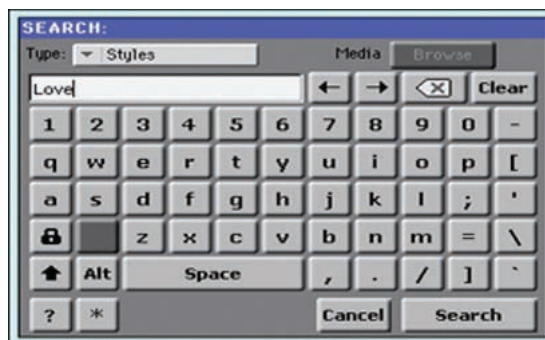 SEARCH:
Type: Styles Media Browse
Love Clear
1 2 3 4 5 6 7 8 9 0 -
q w e r t y u i o p [
a s d f g h j k l ; '
z x c v b n m = \
Alt Space , . / ] `
? * Cancel Search